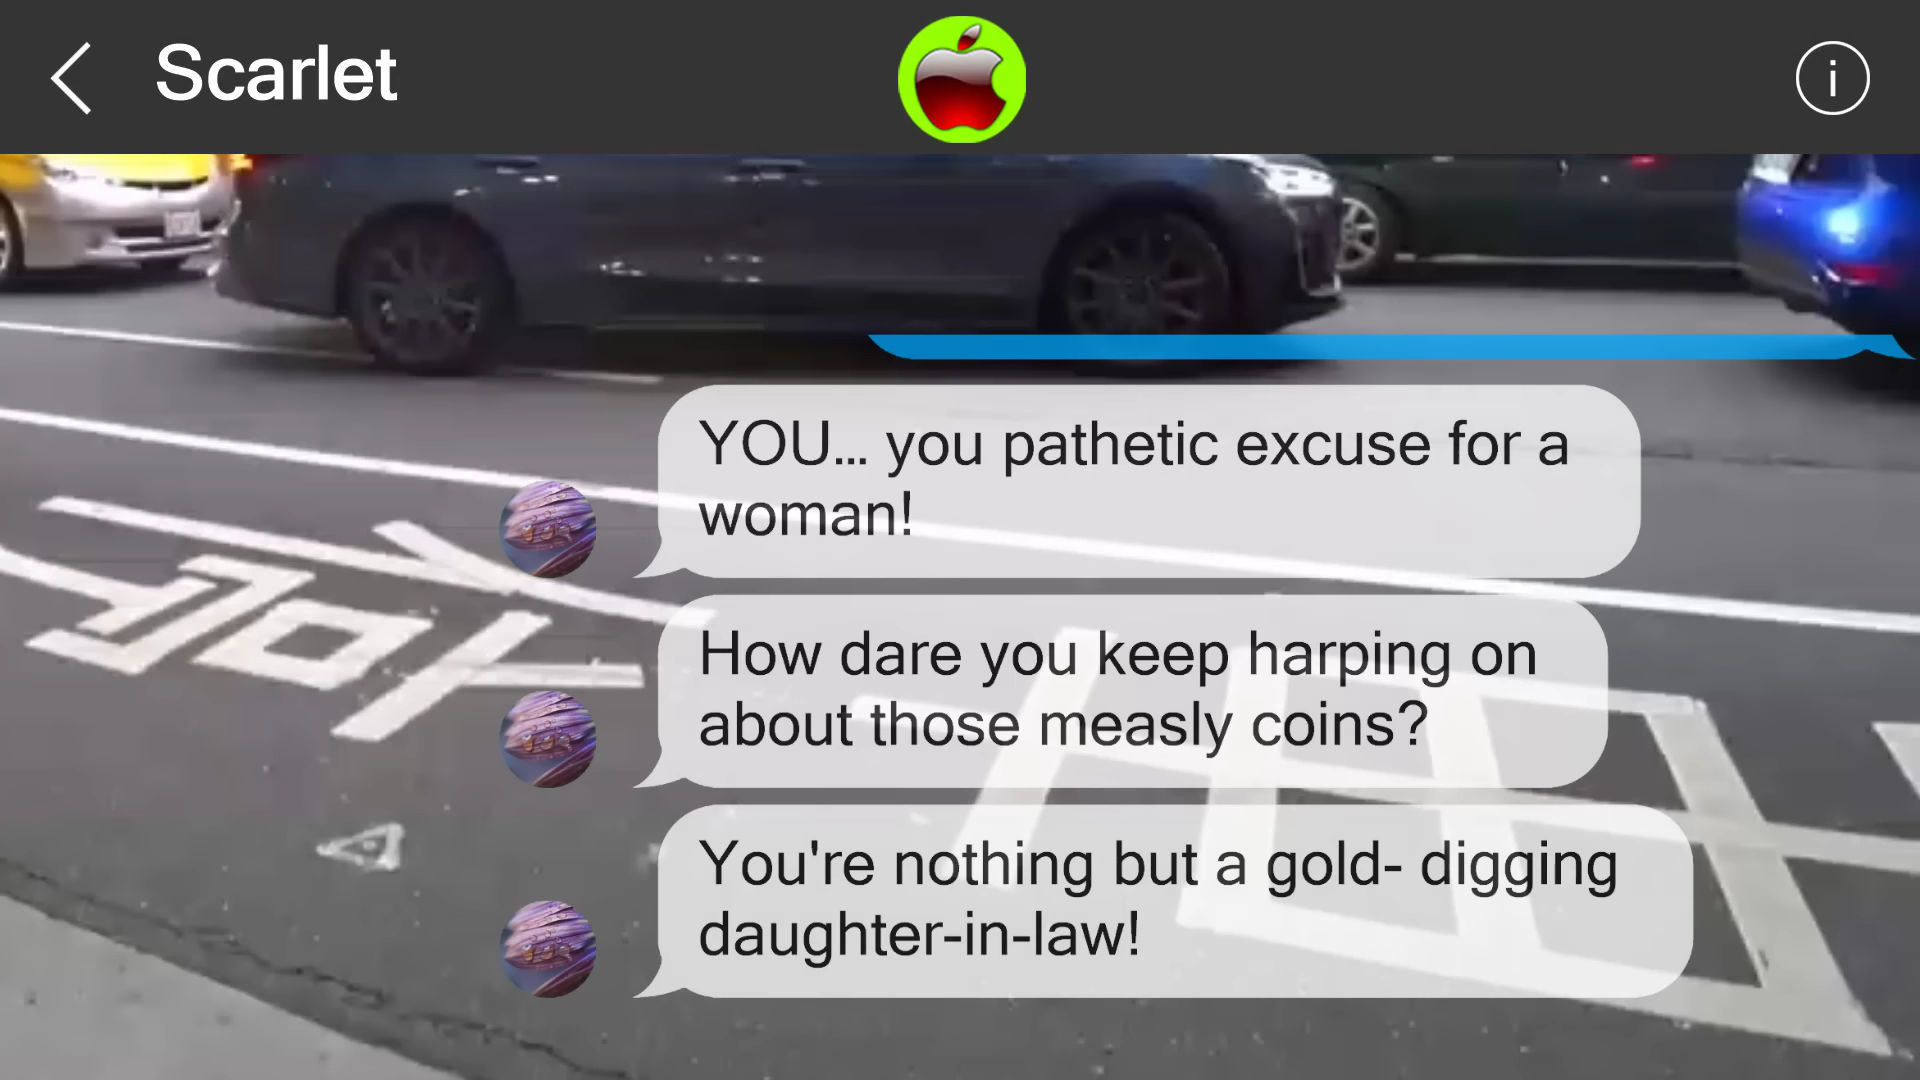 Scarlet
YOU... you pathetic excuse for a
woman!
How dare you keep harping on
about those measly coins?
You're nothing but a gold- digging
daughter-in-law!